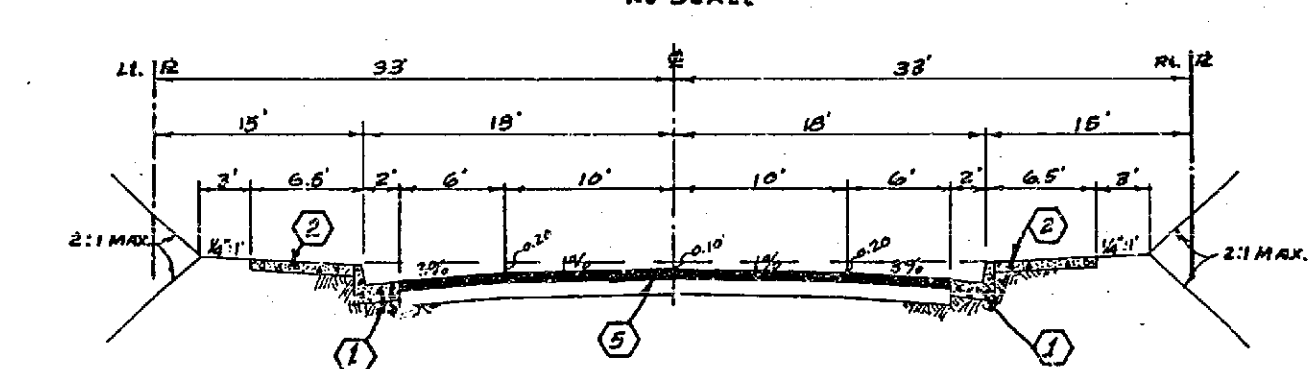 NO SCALE
Lt. ⅊ 33' ℄ 33' Rt. ⅊
15' 18' 18' 15'
3' 6.5' 2' 6' 10' 10' 6' 2' 6.5' 3'
2:1 MAX. ¼":1' 2 3% 0.20 1% 0.10' 1% 0.20 3% 2 ¼":1' 2:1 MAX.
1 5 1